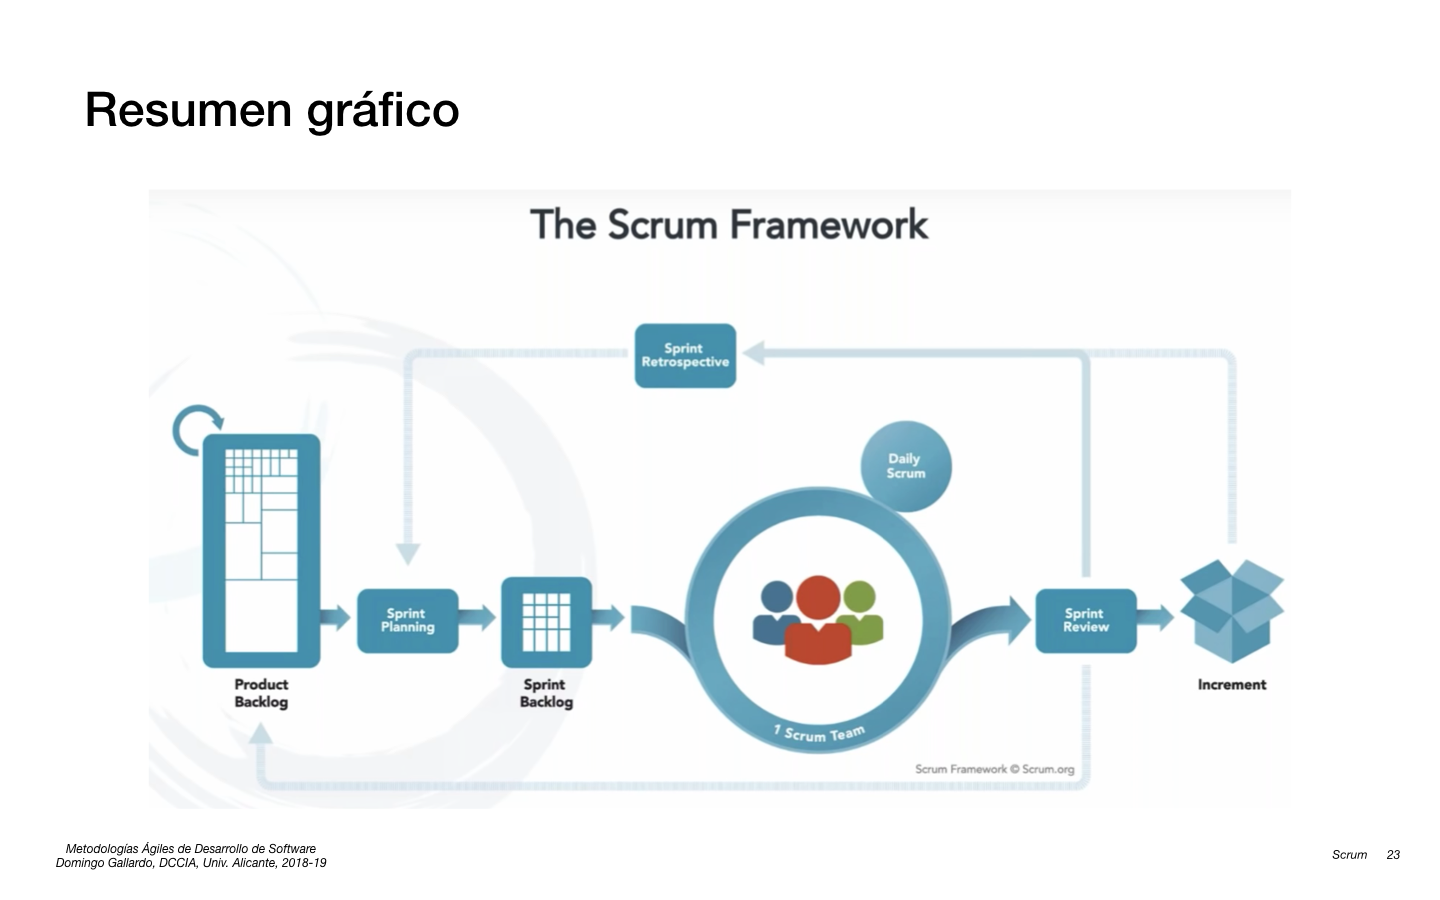 Resumen gráfico
The Scrum Framework
Sprint
Retrospective
Daily
Scrum
Sprint
Planning
Sprint
Review
Product
Backlog
Sprint
Backlog
Increment
1 Scrum Team
Scrum Framework © Scrum.org
Metodologías Ágiles de Desarrollo de Software
Domingo Gallardo, DCCIA, Univ. Alicante, 2018-19
Scrum 23